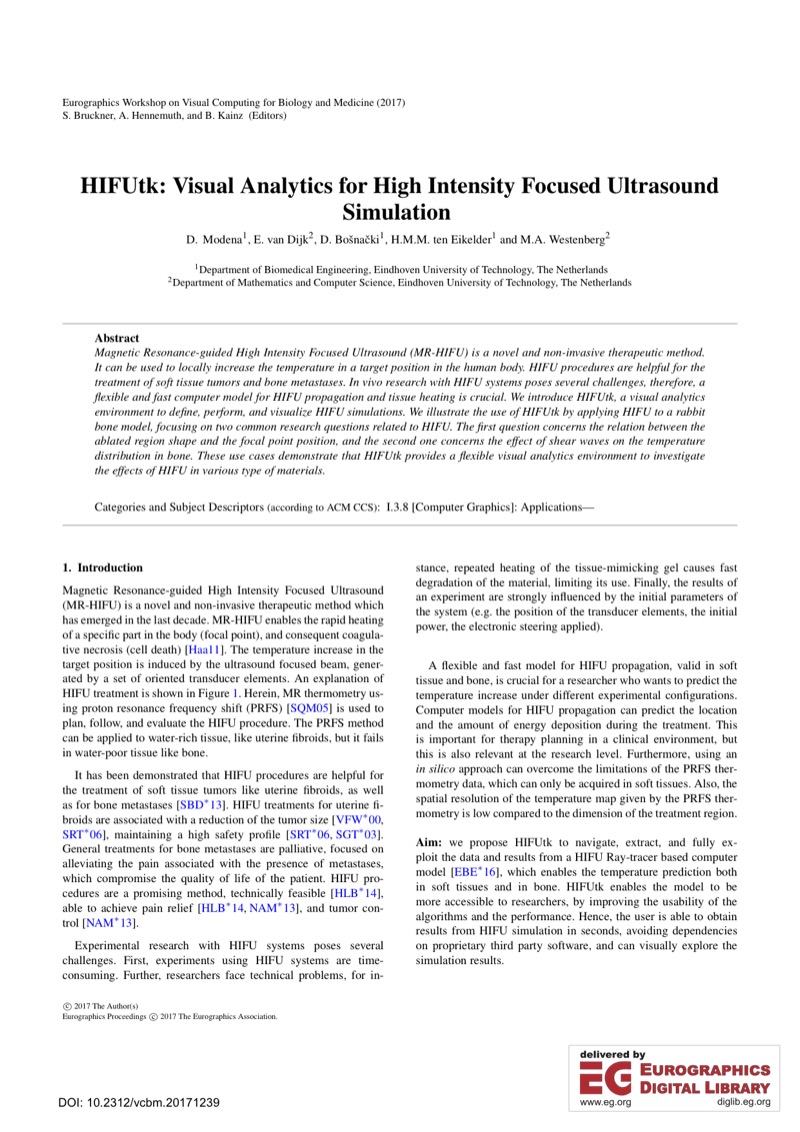 Eurographics Workshop on Visual Computing for Biology and Medicine (2017)
S. Bruckner, A. Hennemuth, and B. Kainz (Editors)
HIFUtk: Visual Analytics for High Intensity Focused Ultrasound
Simulation
D. Modena1, E. van Dijk2, D. Bošnački1, H.M.M. ten Eikelder1 and M.A. Westenberg2
1Department of Biomedical Engineering, Eindhoven University of Technology, The Netherlands
2Department of Mathematics and Computer Science, Eindhoven University of Technology, The Netherlands
Abstract
Magnetic Resonance-guided High Intensity Focused Ultrasound (MR-HIFU) is a novel and non-invasive therapeutic method.
It can be used to locally increase the temperature in a target position in the human body. HIFU procedures are helpful for the
treatment of soft tissue tumors and bone metastases. In vivo research with HIFU systems poses several challenges, therefore, a
flexible and fast computer model for HIFU propagation and tissue heating is crucial. We introduce HIFUtk, a visual analytics
environment to define, perform, and visualize HIFU simulations. We illustrate the use of HIFUtk by applying HIFU to a rabbit
bone model, focusing on two common research questions related to HIFU. The first question concerns the relation between the
ablated region shape and the focal point position, and the second one concerns the effect of shear waves on the temperature
distribution in bone. These use cases demonstrate that HIFUtk provides a flexible visual analytics environment to investigate
the effects of HIFU in various type of materials.
Categories and Subject Descriptors (according to ACM CCS): I.3.8 [Computer Graphics]: Applications—
1. Introduction
Magnetic Resonance-guided High Intensity Focused Ultrasound
(MR-HIFU) is a novel and non-invasive therapeutic method which
has emerged in the last decade. MR-HIFU enables the rapid heating
of a specific part in the body (focal point), and consequent coagula-
tive necrosis (cell death) [Haa11]. The temperature increase in the
target position is induced by the ultrasound focused beam, gener-
ated by a set of oriented transducer elements. An explanation of
HIFU treatment is shown in Figure 1. Herein, MR thermometry us-
ing proton resonance frequency shift (PRFS) [SQM05] is used to
plan, follow, and evaluate the HIFU procedure. The PRFS method
can be applied to water-rich tissue, like uterine fibroids, but it fails
in water-poor tissue like bone.
It has been demonstrated that HIFU procedures are helpful for
the treatment of soft tissue tumors like uterine fibroids, as well
as for bone metastases [SBD*13]. HIFU treatments for uterine fi-
broids are associated with a reduction of the tumor size [VFW*00,
SRT*06], maintaining a high safety profile [SRT*06, SGT*03].
General treatments for bone metastases are palliative, focused on
alleviating the pain associated with the presence of metastases,
which compromise the quality of life of the patient. HIFU pro-
cedures are a promising method, technically feasible [HLB*14],
able to achieve pain relief [HLB*14, NAM*13], and tumor con-
trol [NAM*13].
Experimental research with HIFU systems poses several
challenges. First, experiments using HIFU systems are time-
consuming. Further, researchers face technical problems, for in-
stance, repeated heating of the tissue-mimicking gel causes fast
degradation of the material, limiting its use. Finally, the results of
an experiment are strongly influenced by the initial parameters of
the system (e.g. the position of the transducer elements, the initial
power, the electronic steering applied).
A flexible and fast model for HIFU propagation, valid in soft
tissue and bone, is crucial for a researcher who wants to predict the
temperature increase under different experimental configurations.
Computer models for HIFU propagation can predict the location
and the amount of energy deposition during the treatment. This
is important for therapy planning in a clinical environment, but
this is also relevant at the research level. Furthermore, using an
in silico approach can overcome the limitations of the PRFS ther-
mometry data, which can only be acquired in soft tissues. Also, the
spatial resolution of the temperature map given by the PRFS ther-
mometry is low compared to the dimension of the treatment region.
Aim: we propose HIFUtk to navigate, extract, and fully ex-
ploit the data and results from a HIFU Ray-tracer based computer
model [EBE*16], which enables the temperature prediction both
in soft tissues and in bone. HIFUtk enables the model to be
more accessible to researchers, by improving the usability of the
algorithms and the performance. Hence, the user is able to obtain
results from HIFU simulation in seconds, avoiding dependencies
on proprietary third party software, and can visually explore the
simulation results.
© 2017 The Author(s)
Eurographics Proceedings © 2017 The Eurographics Association.
DOI: 10.2312/vcbm.20171239
delivered by
EG EUROGRAPHICS
DIGITAL LIBRARY
www.eg.org diglib.eg.org